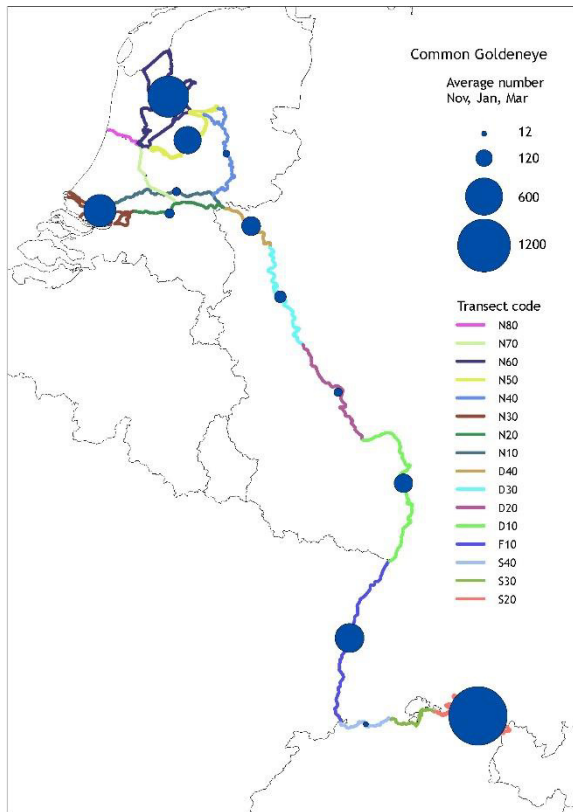 Common Goldeneye
Average number
Nov, Jan, Mar
12
120
600
1200
Transect code
N80
N70
N60
N50
N40
N30
N20
N10
D40
D30
D20
D10
F10
S40
S30
S20